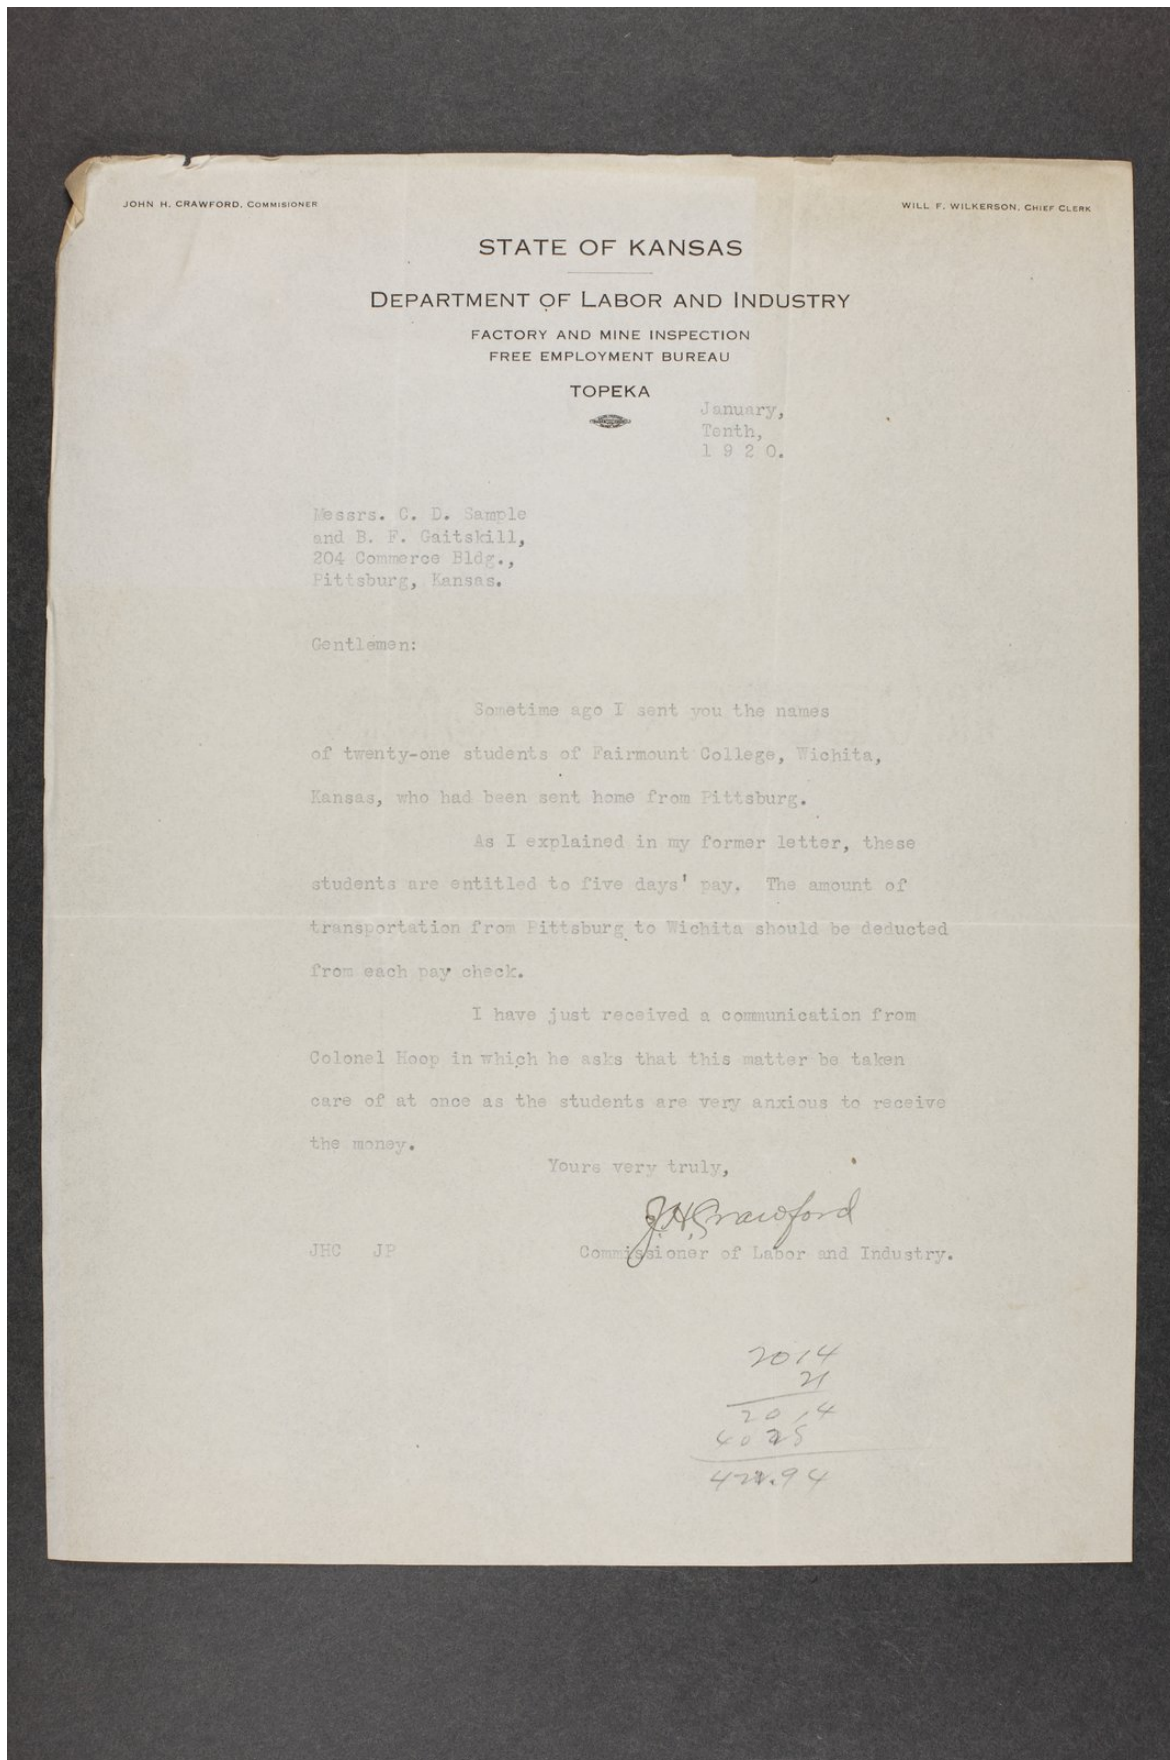 JOHN H. CRAWFORD, COMMISIONER
WILL F. WILKERSON, CHIEF CLERK
STATE OF KANSAS
DEPARTMENT OF LABOR AND INDUSTRY
FACTORY AND MINE INSPECTION
FREE EMPLOYMENT BUREAU
TOPEKA
January,
Tenth,
1 9 2 0.
Messrs. C. D. Sample
and B. F. Gaitskill,
204 Commerce Bldg.,
Pittsburg, Kansas.
Gentlemen:
Sometime ago I sent you the names
of twenty-one students of Fairmount College, Wichita,
Kansas, who had been sent home from Pittsburg.
As I explained in my former letter, these
students are entitled to five days' pay. The amount of
transportation from Pittsburg to Wichita should be deducted
from each pay check.
I have just received a communication from
Colonel Hoop in which he asks that this matter be taken
care of at once as the students are very anxious to receive
the money.
Yours very truly,
J.H. Crawford
JHC JP Commissioner of Labor and Industry.
2014
21
2014
4028
422.94